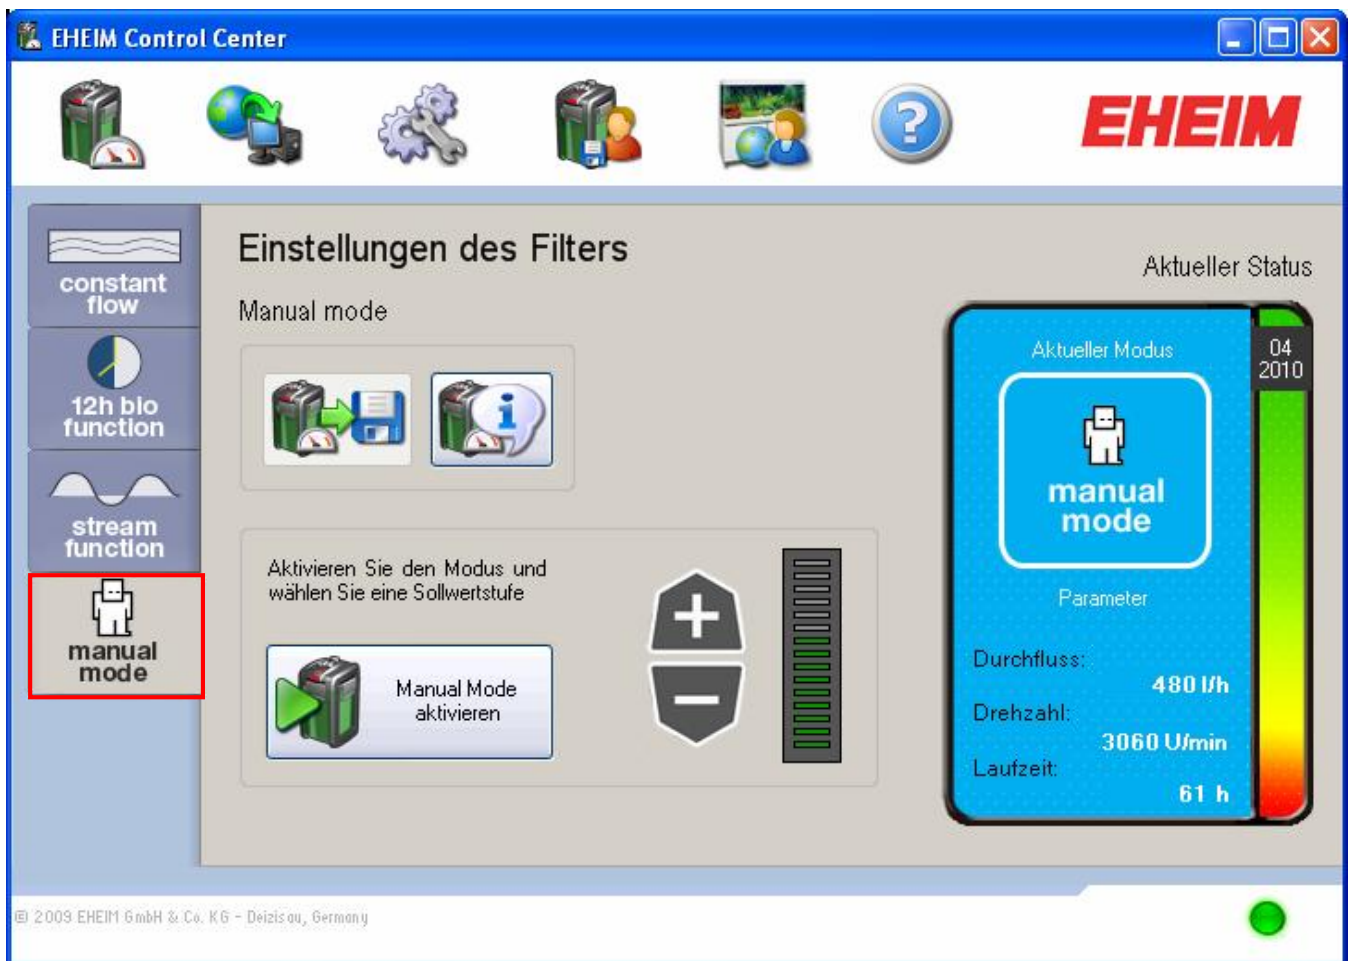 EHEIM Control Center
EHEIM
constant
flow
12h bio
function
stream
function
manual
mode
Einstellungen des Filters
Manual mode
Aktivieren Sie den Modus und
wählen Sie eine Sollwertstufe
Manual Mode
aktivieren
Aktueller Status
Aktueller Modus
manual
mode
04
2010
Parameter
Durchfluss:
480 l/h
Drehzahl:
3060 U/min
Laufzeit:
61 h
© 2009 EHEIM GmbH & Co. KG - Deizisau, Germany